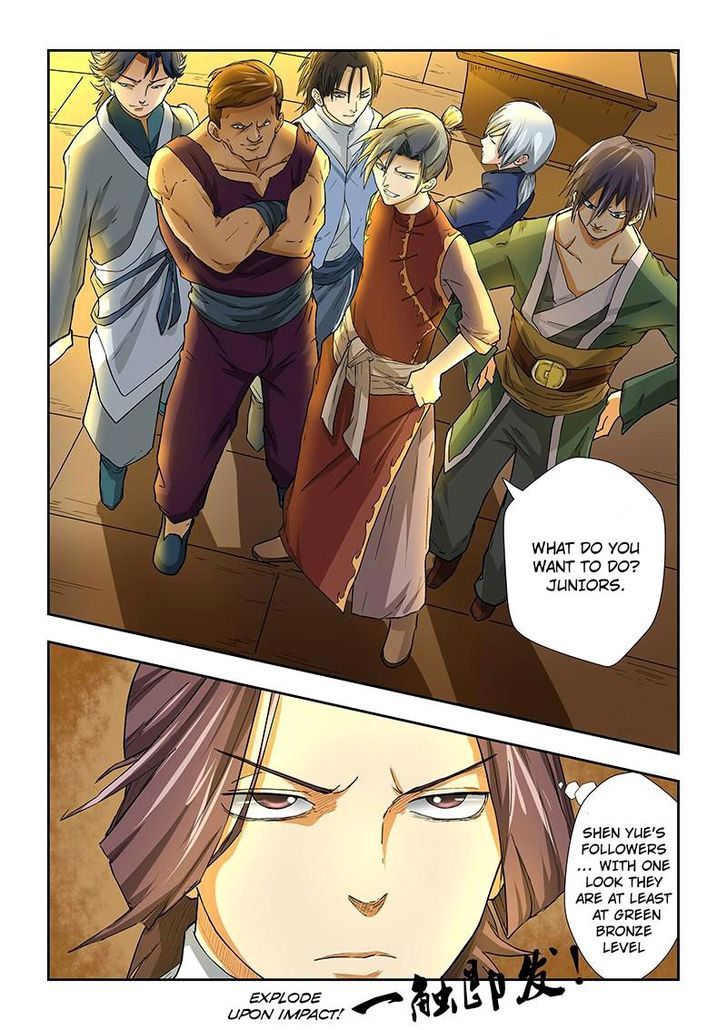 WHAT DO YOU
WANT TO DO?
JUNIORS.
SHEN YUE'S
FOLLOWERS
... WITH ONE
LOOK THEY
ARE AT LEAST
AT GREEN
BRONZE
LEVEL
EXPLODE
UPON IMPACT!
一触即发!